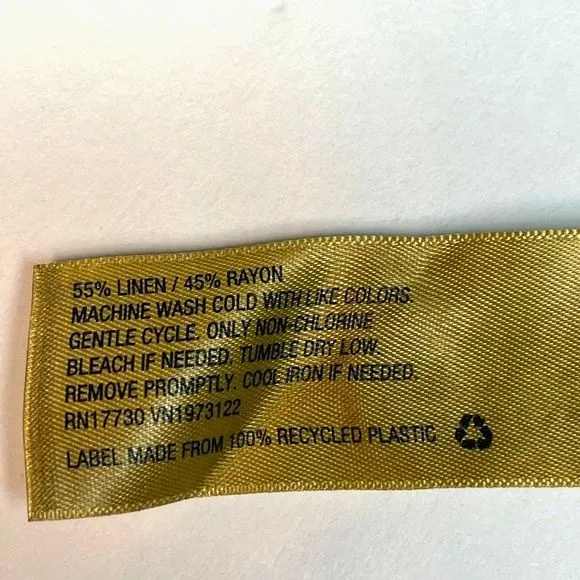 55% LINEN / 45% RAYON
MACHINE WASH COLD WITH LIKE COLORS.
GENTLE CYCLE. ONLY NON-CHLORINE
BLEACH IF NEEDED. TUMBLE DRY LOW.
REMOVE PROMPTLY. COOL IRON IF NEEDED.
RN17730 VN1973122
LABEL MADE FROM 100% RECYCLED PLASTIC